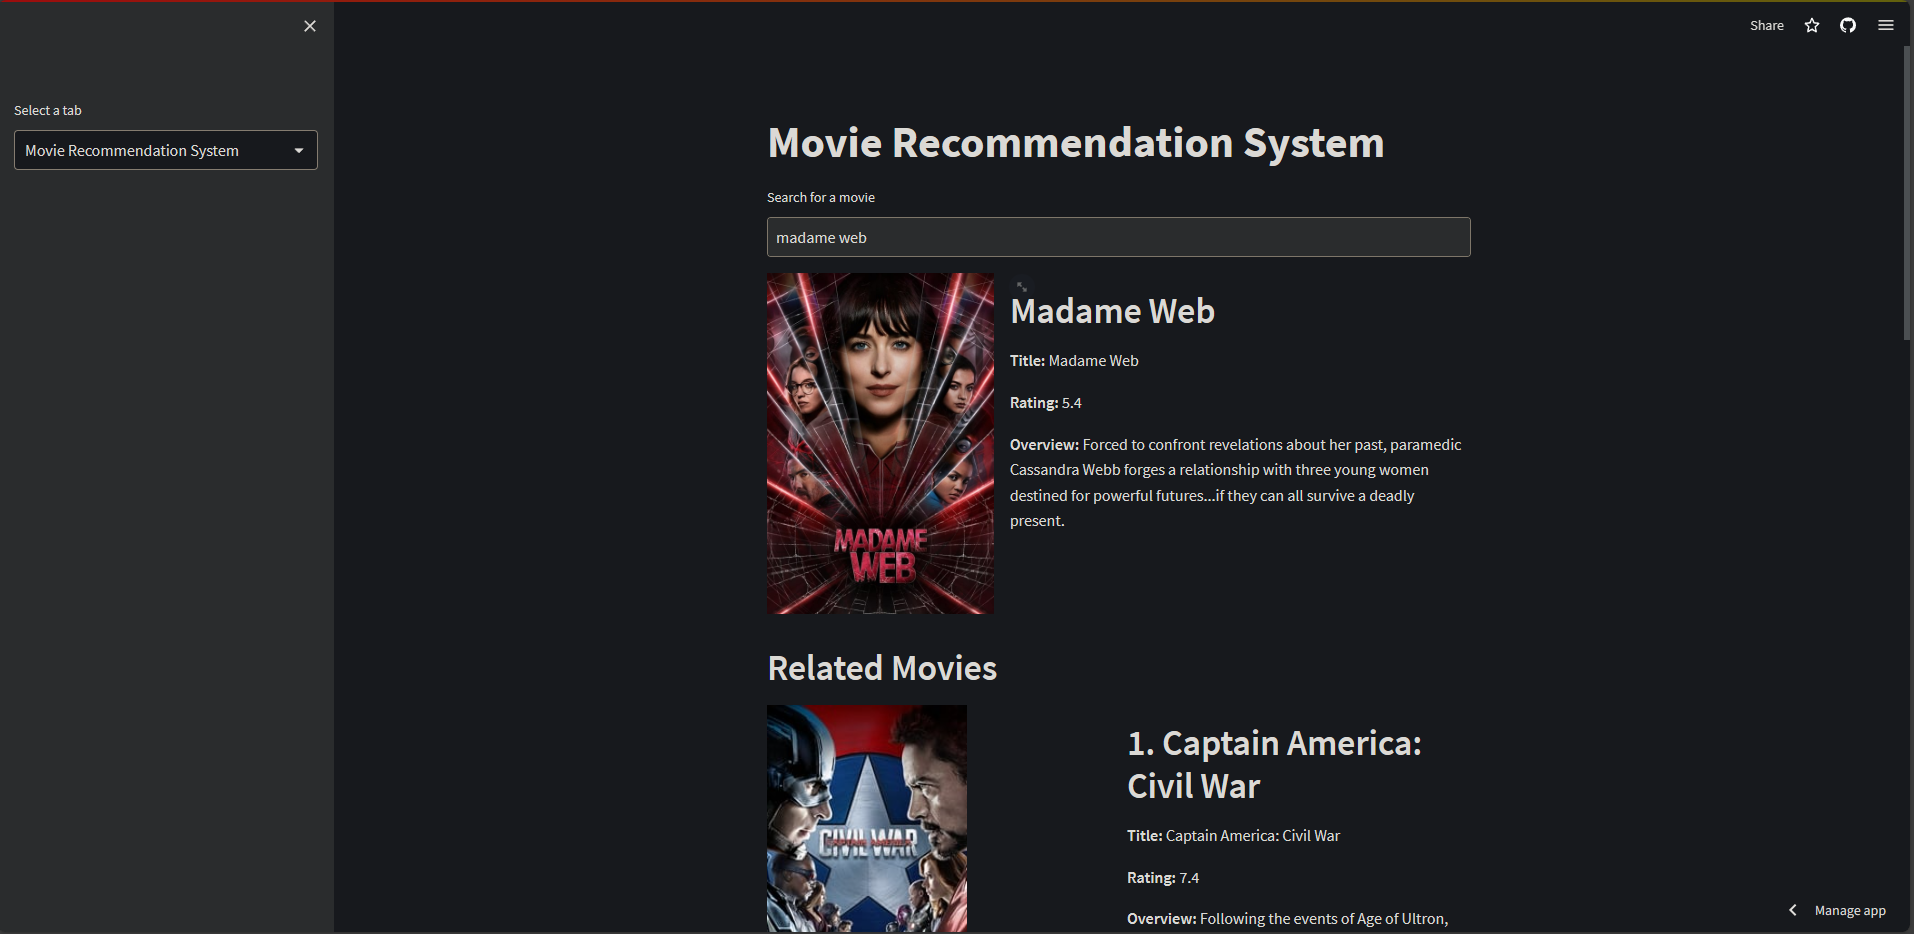 Share
Select a tab
Movie Recommendation System
Movie Recommendation System
Search for a movie
madame web
MADAME
WEB
Madame Web
Title: Madame Web
Rating: 5.4
Overview: Forced to confront revelations about her past, paramedic
Cassandra Webb forges a relationship with three young women
destined for powerful futures...if they can all survive a deadly
present.
Related Movies
CAPTAIN AMERICA
CIVIL WAR
1. Captain America:
Civil War
Title: Captain America: Civil War
Rating: 7.4
Overview: Following the events of Age of Ultron,
Manage app